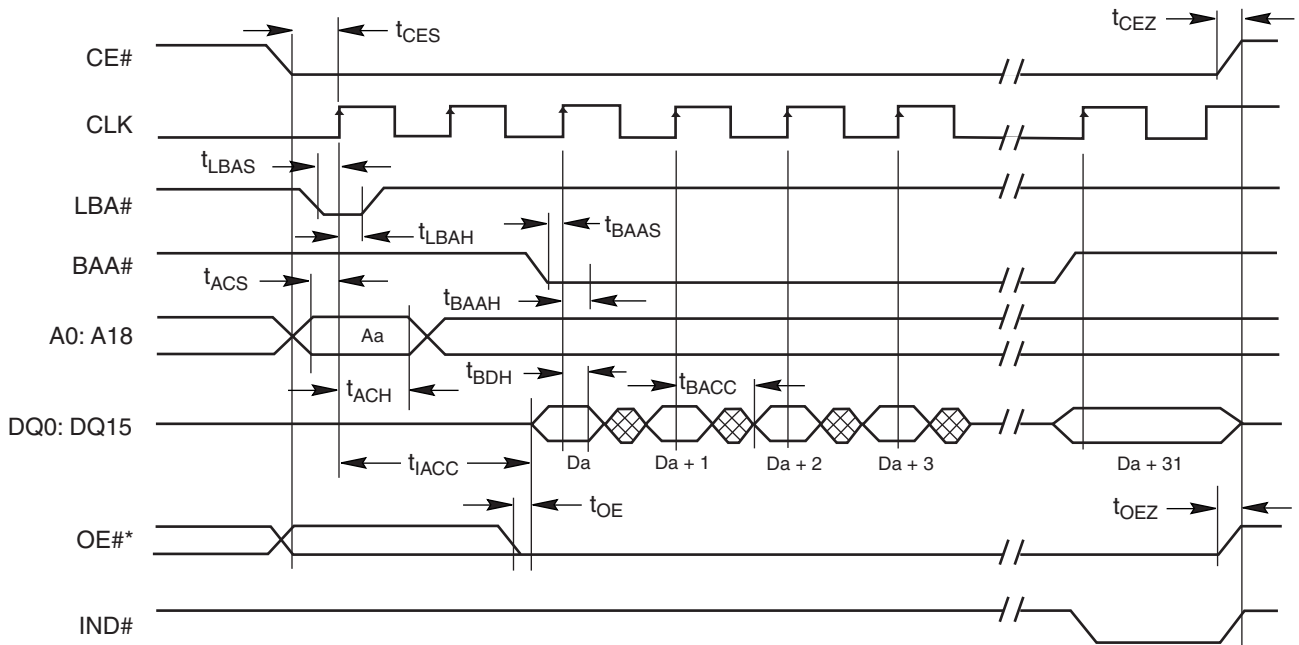 tCES
tCEZ
CE#
CLK
tLBAS
LBA#
tLBAH
tBAAS
BAA#
tACS
tBAAH
A0: A18
Aa
tACH
tBDH
tBACC
DQ0: DQ15
Da
Da + 1
Da + 2
Da + 3
Da + 31
tIACC
tOE
tOEZ
OE#*
IND#